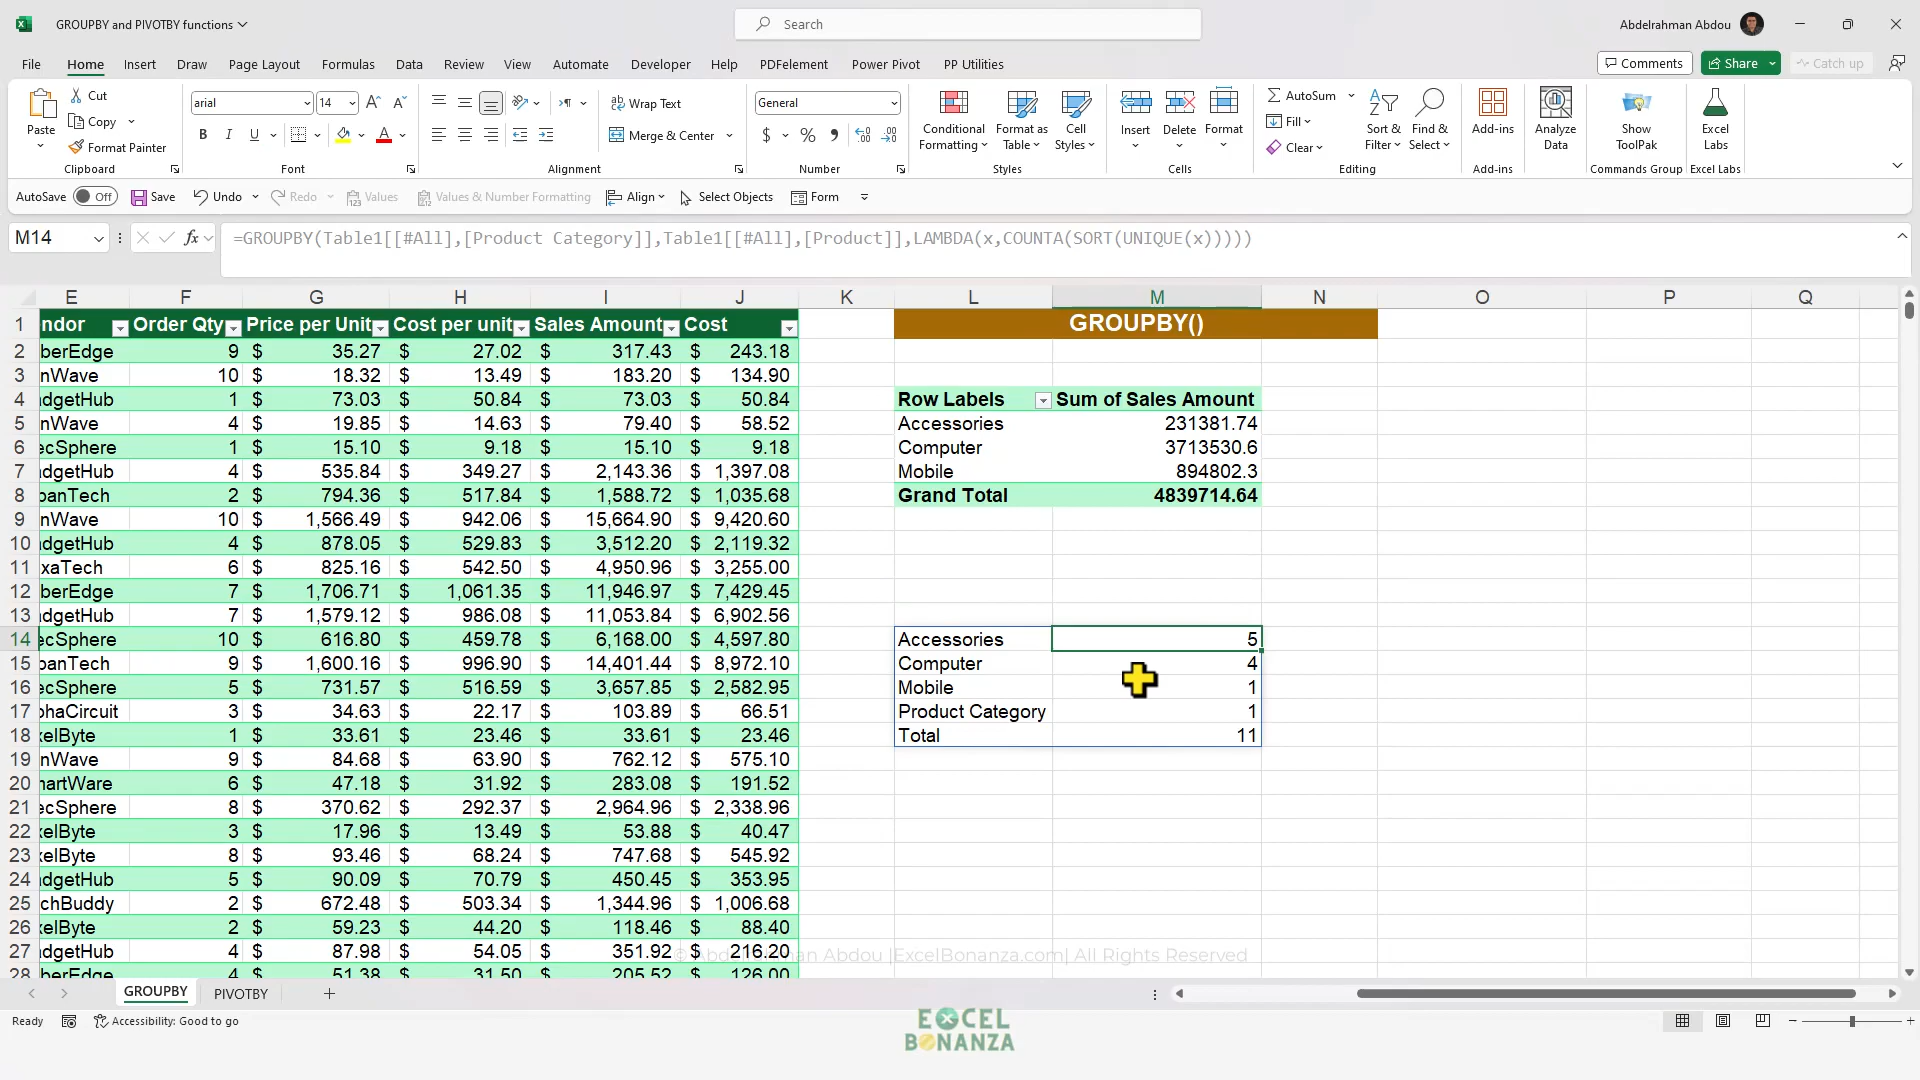 GROUPBY and PIVOTBY functions
Search
Abdelrahman Abdou
File Home Insert Draw Page Layout Formulas Data Review View Automate Developer Help PDFelement Power Pivot PP Utilities
Comments Share Catch up
Paste Cut Copy Format Painter
Clipboard
arial 14
B I U
Font
Wrap Text
Merge & Center
Alignment
General
$ % 9
Number
Conditional Formatting Format as Table Cell Styles
Styles
Insert Delete Format
Cells
AutoSum
Fill
Clear
Sort & Filter Find & Select
Editing
Add-ins
Add-ins
Analyze Data
Show ToolPak
Commands Group
Excel Labs
Excel Labs
AutoSave Off Save Undo Redo Values Values & Number Formatting Align Select Objects Form
M14 fx =GROUPBY(Table1[[#All],[Product Category]],Table1[[#All],[Product]],LAMBDA(x,COUNTA(SORT(UNIQUE(x)))))
E F G H I J K L M N O P Q
1 ndor Order Qty Price per Unit Cost per unit Sales Amount Cost GROUPBY()
2 berEdge 9 $ 35.27 $ 27.02 $ 317.43 $ 243.18
3 nWave 10 $ 18.32 $ 13.49 $ 183.20 $ 134.90
4 dgetHub 1 $ 73.03 $ 50.84 $ 73.03 $ 50.84 Row Labels Sum of Sales Amount
5 nWave 4 $ 19.85 $ 14.63 $ 79.40 $ 58.52 Accessories 231381.74
6 ecSphere 1 $ 15.10 $ 9.18 $ 15.10 $ 9.18 Computer 3713530.6
7 dgetHub 4 $ 535.84 $ 349.27 $ 2,143.36 $ 1,397.08 Mobile 894802.3
8 banTech 2 $ 794.36 $ 517.84 $ 1,588.72 $ 1,035.68 Grand Total 4839714.64
9 nWave 10 $ 1,566.49 $ 942.06 $ 15,664.90 $ 9,420.60
10 dgetHub 4 $ 878.05 $ 529.83 $ 3,512.20 $ 2,119.32
11 xaTech 6 $ 825.16 $ 542.50 $ 4,950.96 $ 3,255.00
12 berEdge 7 $ 1,706.71 $ 1,061.35 $ 11,946.97 $ 7,429.45
13 dgetHub 7 $ 1,579.12 $ 986.08 $ 11,053.84 $ 6,902.56
14 ecSphere 10 $ 616.80 $ 459.78 $ 6,168.00 $ 4,597.80 Accessories 5
15 banTech 9 $ 1,600.16 $ 996.90 $ 14,401.44 $ 8,972.10 Computer 4
16 ecSphere 5 $ 731.57 $ 516.59 $ 3,657.85 $ 2,582.95 Mobile 1
17 phaCircuit 3 $ 34.63 $ 22.17 $ 103.89 $ 66.51 Product Category 1
18 xelByte 1 $ 33.61 $ 23.46 $ 33.61 $ 23.46 Total 11
19 nWave 9 $ 84.68 $ 63.90 $ 762.12 $ 575.10
20 nartWare 6 $ 47.18 $ 31.92 $ 283.08 $ 191.52
21 ecSphere 8 $ 370.62 $ 292.37 $ 2,964.96 $ 2,338.96
22 xelByte 3 $ 17.96 $ 13.49 $ 53.88 $ 40.47
23 xelByte 8 $ 93.46 $ 68.24 $ 747.68 $ 545.92
24 dgetHub 5 $ 90.09 $ 70.79 $ 450.45 $ 353.95
25 chBuddy 2 $ 672.48 $ 503.34 $ 1,344.96 $ 1,006.68
26 xelByte 2 $ 59.23 $ 44.20 $ 118.46 $ 88.40
27 dgetHub 4 $ 87.98 $ 54.05 $ 351.92 $ 216.20
28 berEdge 4 $ 51.38 $ 31.50 $ 205.52 $ 126.00
Abdou |ExcelBonanza.com| All Rights Reserved
GROUPBY PIVOTBY
Ready Accessibility: Good to go
EXCEL
BONANZA